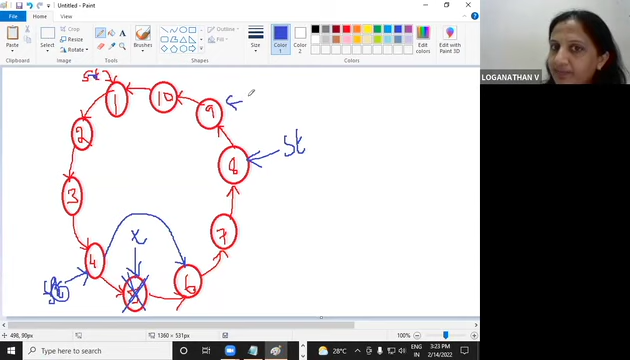 Untitled - Paint
File
Home
View
Paste
Clipboard
Select
Crop
Resize
Rotate
Image
Tools
Brushes
Outline
Fill
Shapes
Size
Color 1
Color 2
Colors
Edit colors
Edit with Paint 3D
LOGANATHAN V
1
10
9
2
8
St
3
7
x
4
5
6
498, 90px
1360 × 531px
100%
Type here to search
28°C
ENG
IN
3:23 PM
2/14/2022